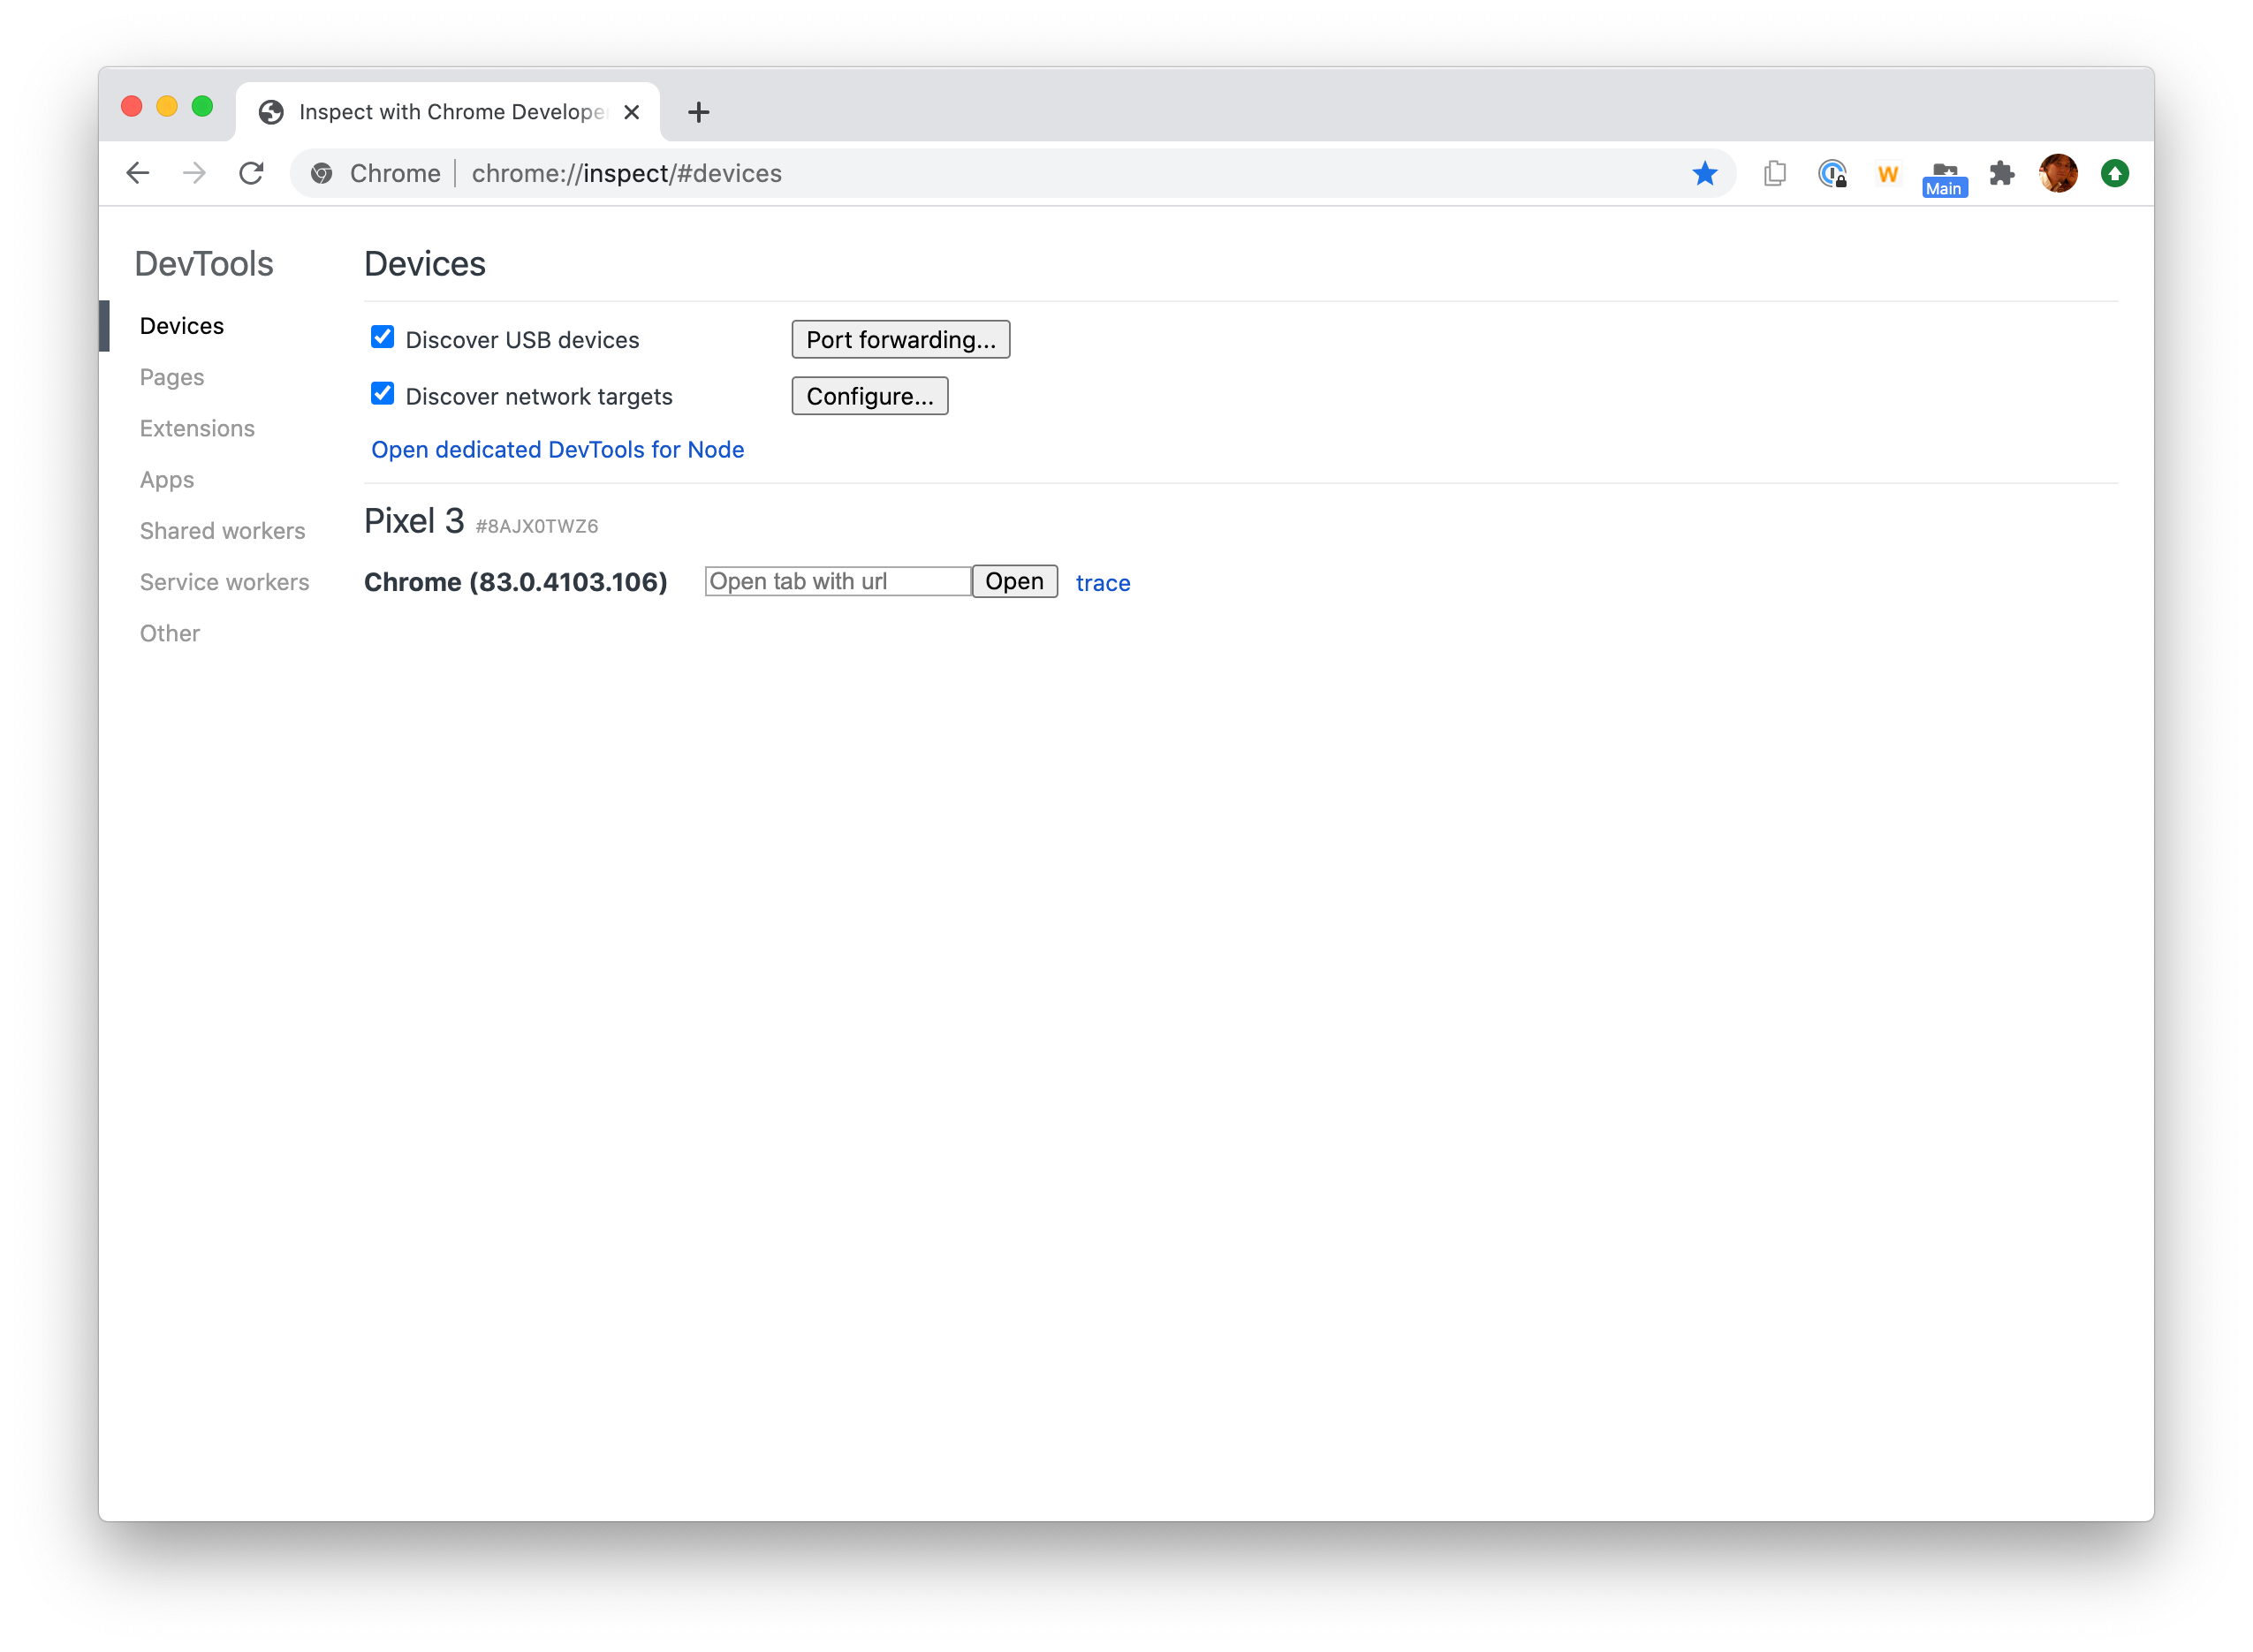 Inspect with Chrome Develope
Chrome | chrome://inspect/#devices
W
Main
DevTools
Devices
Pages
Extensions
Apps
Shared workers
Service workers
Other
Devices
Discover USB devices Port forwarding...
Discover network targets Configure...
Open dedicated DevTools for Node
Pixel 3 #8AJX0TWZ6
Chrome (83.0.4103.106) Open tab with url Open trace